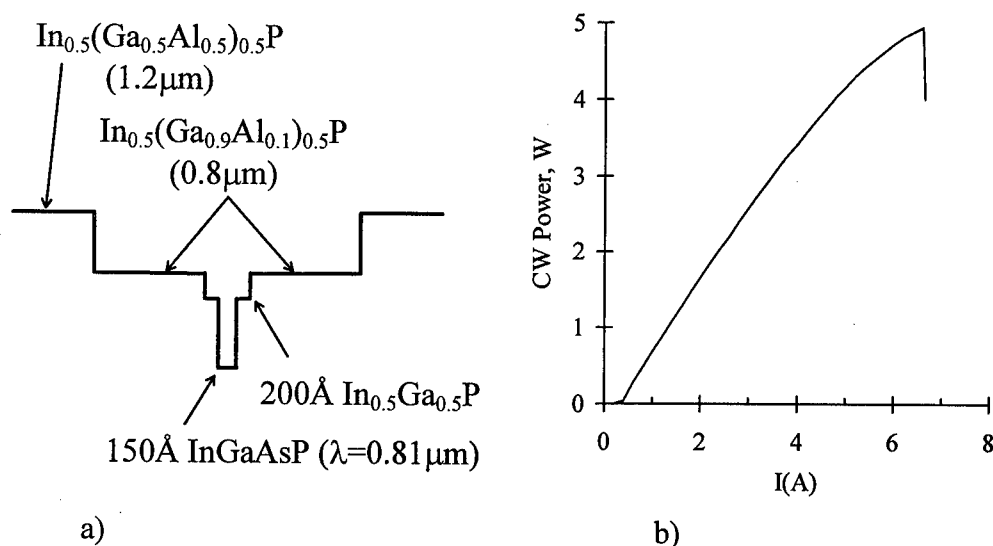 In0.5(Ga0.5Al0.5)0.5P
(1.2μm)
In0.5(Ga0.9Al0.1)0.5P
(0.8μm)
200Å In0.5Ga0.5P
150Å InGaAsP (λ=0.81μm)
a)
5
4
3
2
1
0
CW Power, W
0 2 4 6 8
I(A)
b)